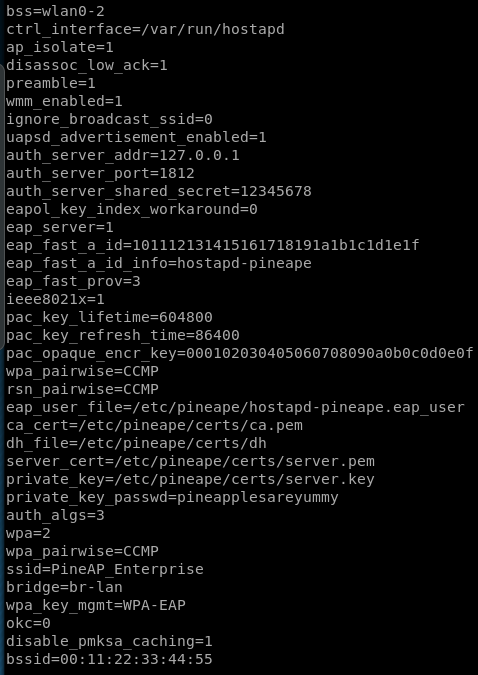 bss=wlan0-2
ctrl_interface=/var/run/hostapd
ap_isolate=1
disassoc_low_ack=1
preamble=1
wmm_enabled=1
ignore_broadcast_ssid=0
uapsd_advertisement_enabled=1
auth_server_addr=127.0.0.1
auth_server_port=1812
auth_server_shared_secret=12345678
eapol_key_index_workaround=0
eap_server=1
eap_fast_a_id=101112131415161718191a1b1c1d1e1f
eap_fast_a_id_info=hostapd-pineape
eap_fast_prov=3
ieee8021x=1
pac_key_lifetime=604800
pac_key_refresh_time=86400
pac_opaque_encr_key=000102030405060708090a0b0c0d0e0f
wpa_pairwise=CCMP
rsn_pairwise=CCMP
eap_user_file=/etc/pineape/hostapd-pineape.eap_user
ca_cert=/etc/pineape/certs/ca.pem
dh_file=/etc/pineape/certs/dh
server_cert=/etc/pineape/certs/server.pem
private_key=/etc/pineape/certs/server.key
private_key_passwd=pineapplesareyummy
auth_algs=3
wpa=2
wpa_pairwise=CCMP
ssid=PineAP_Enterprise
bridge=br-lan
wpa_key_mgmt=WPA-EAP
okc=0
disable_pmksa_caching=1
bssid=00:11:22:33:44:55